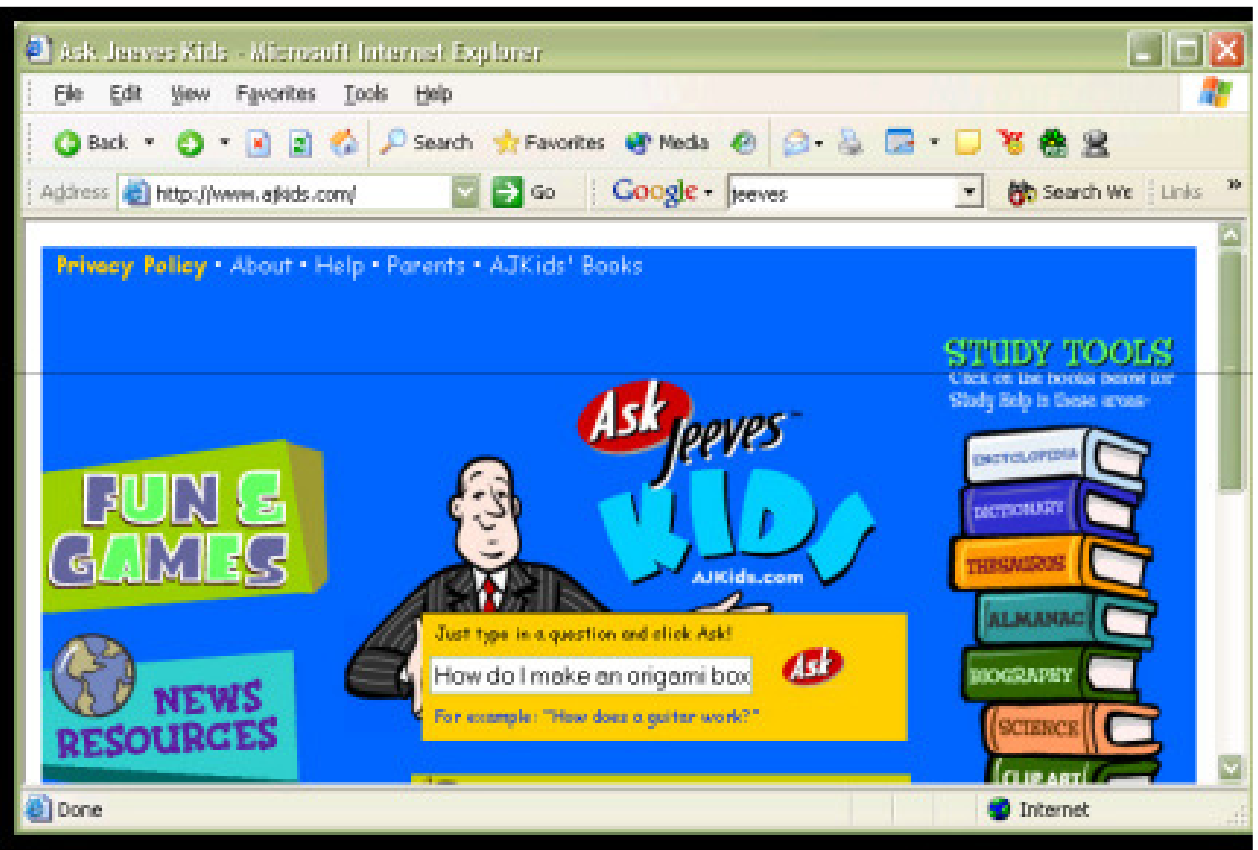 Ask Jeeves Kids - Microsoft Internet Explorer
File Edit View Favorites Tools Help
Back Search Favorites Media
Address http://www.ajkids.com/ Go Google jeeves Search We Links »
Privacy Policy • About • Help • Parents • AJKids' Books
STUDY TOOLS
Click on the books below for
Study Help in these areas-
Ask Jeeves™
KIDS
AJKids.com
FUN &
GAMES
NEWS
RESOURCES
Just type in a question and click Ask!
How do I make an origami box
Ask
For example: "How does a guitar work?"
ENCYCLOPEDIA
DICTIONARY
THESAUROS
ALMANAC
BIOGRAPHY
SCIENCE
CLIP ART
Done Internet